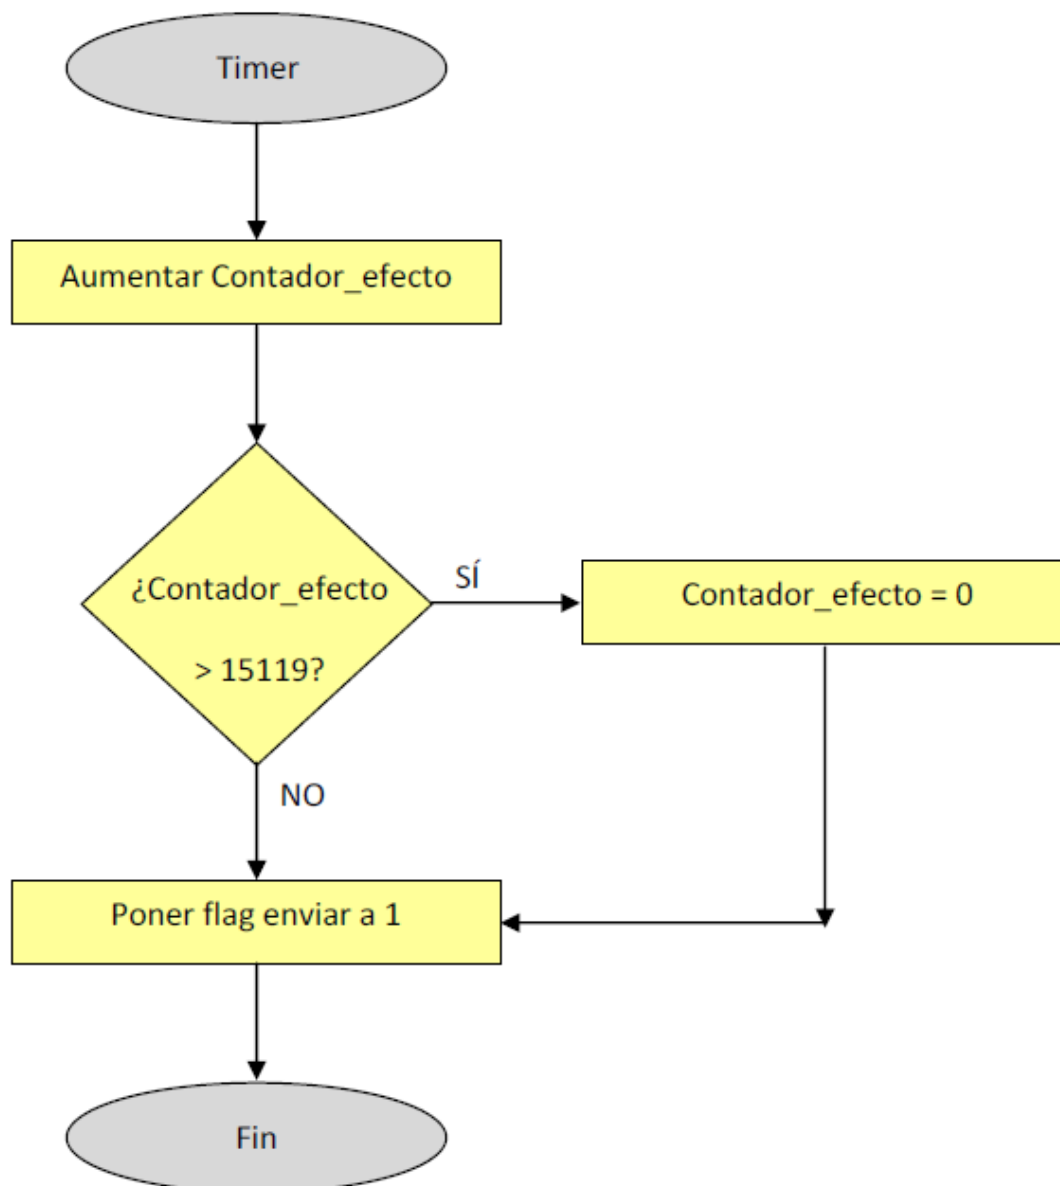 Timer
Aumentar Contador_efecto
¿Contador_efecto
> 15119?
SÍ
Contador_efecto = 0
NO
Poner flag enviar a 1
Fin